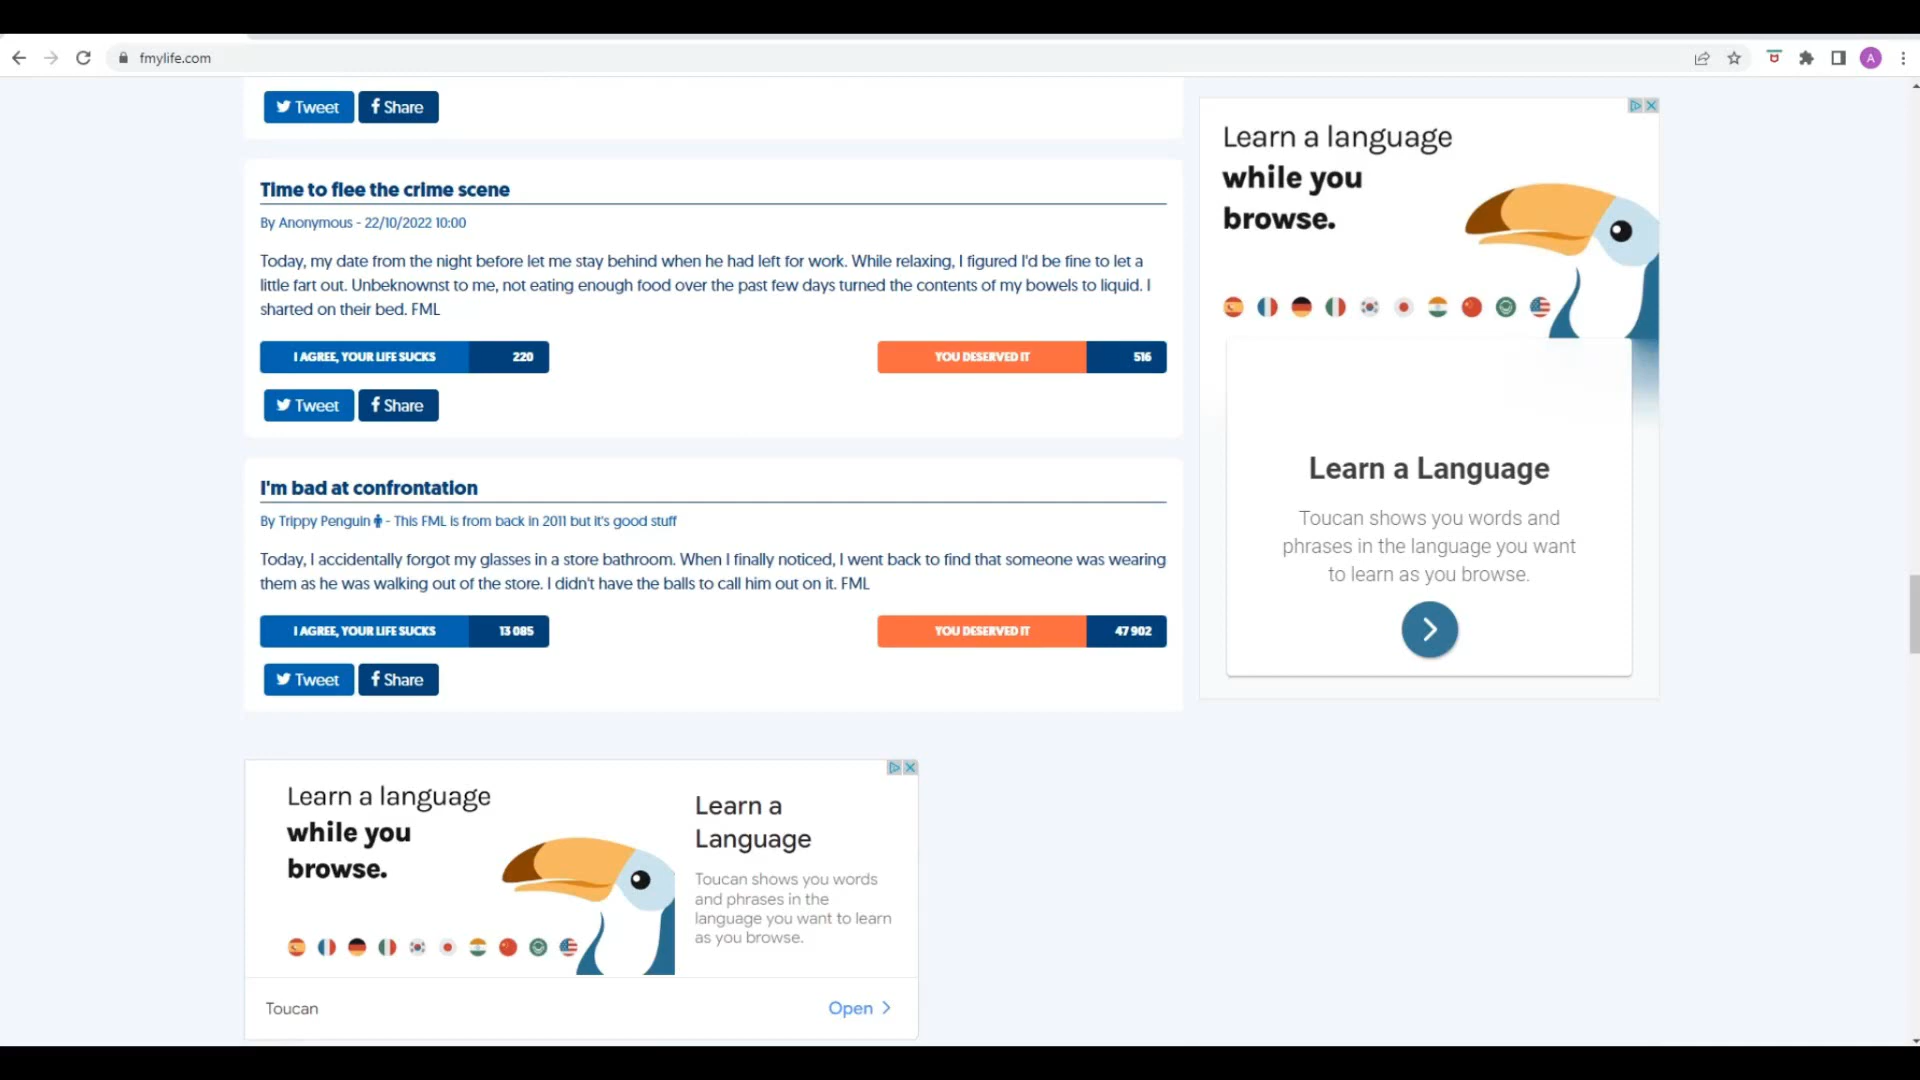 fmylife.com
A
Tweet
Share
Time to flee the crime scene
By Anonymous - 22/10/2022 10:00
Today, my date from the night before let me stay behind when he had left for work. While relaxing, I figured I'd be fine to let a
little fart out. Unbeknownst to me, not eating enough food over the past few days turned the contents of my bowels to liquid. I
sharted on their bed. FML
I AGREE, YOUR LIFE SUCKS 220
YOU DESERVED IT 516
Tweet
Share
I'm bad at confrontation
By Trippy Penguin - This FML is from back in 2011 but it's good stuff
Today, I accidentally forgot my glasses in a store bathroom. When I finally noticed, I went back to find that someone was wearing
them as he was walking out of the store. I didn't have the balls to call him out on it. FML
I AGREE, YOUR LIFE SUCKS 13 085
YOU DESERVED IT 47 902
Tweet
Share
Learn a language
while you
browse.
Learn a Language
Toucan shows you words and
phrases in the language you want
to learn as you browse.
Learn a language
while you
browse.
Learn a
Language
Toucan shows you words
and phrases in the
language you want to learn
as you browse.
Toucan
Open